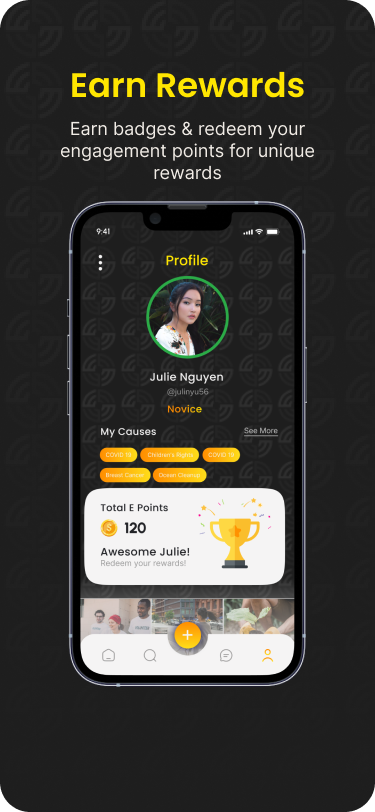 Earn Rewards
Earn badges & redeem your
engagement points for unique
rewards
9:41
Profile
Julie Nguyen
@julinyu56
Novice
My Causes
See More
COVID 19
Children's Rights
COVID 19
Breast Cancer
Ocean Cleanup
Total E Points
120
Awesome Julie!
Redeem your rewards!